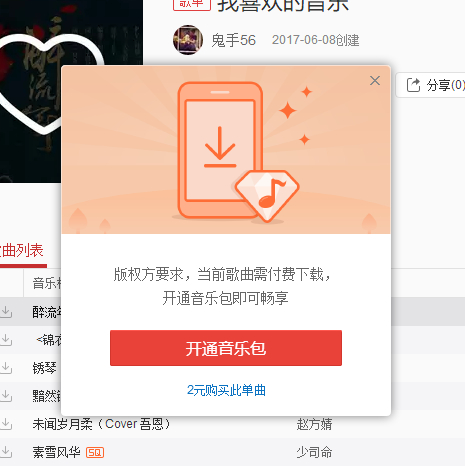 歌单
我喜欢的音乐
鬼手56 2017-06-08创建
分享(0)
版权方要求，当前歌曲需付费下载，
开通音乐包即可畅享
开通音乐包
2元购买此单曲
曲列表
音乐
醉流年
<锦衣
锈琴
黯然销
未闻岁月柔（Cover 吾恩） 赵方婧
素雪风华 SQ 少司命